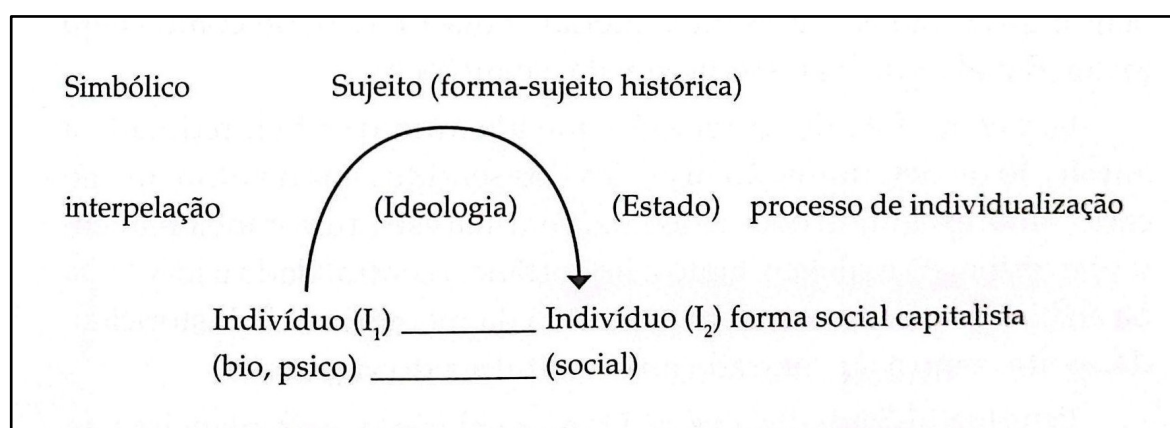 Simbólico Sujeito (forma-sujeito histórica)
interpelação (Ideologia) (Estado) processo de individualização
Indivíduo (I₁)________ Indivíduo (I₂) forma social capitalista
(bio, psico) ____________ (social)